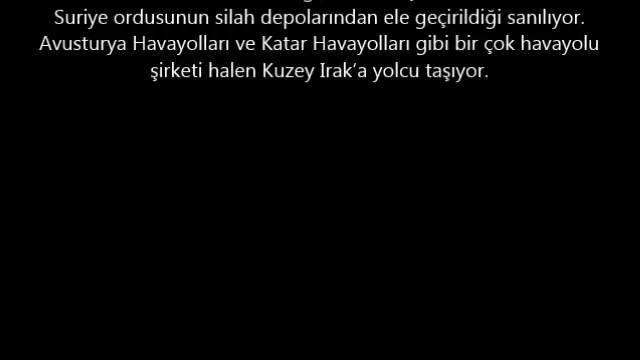 Suriye ordusunun silah depolarından ele geçirildiği sanılıyor.
Avusturya Havayolları ve Katar Havayolları gibi bir çok havayolu
şirketi halen Kuzey Irak’a yolcu taşıyor.